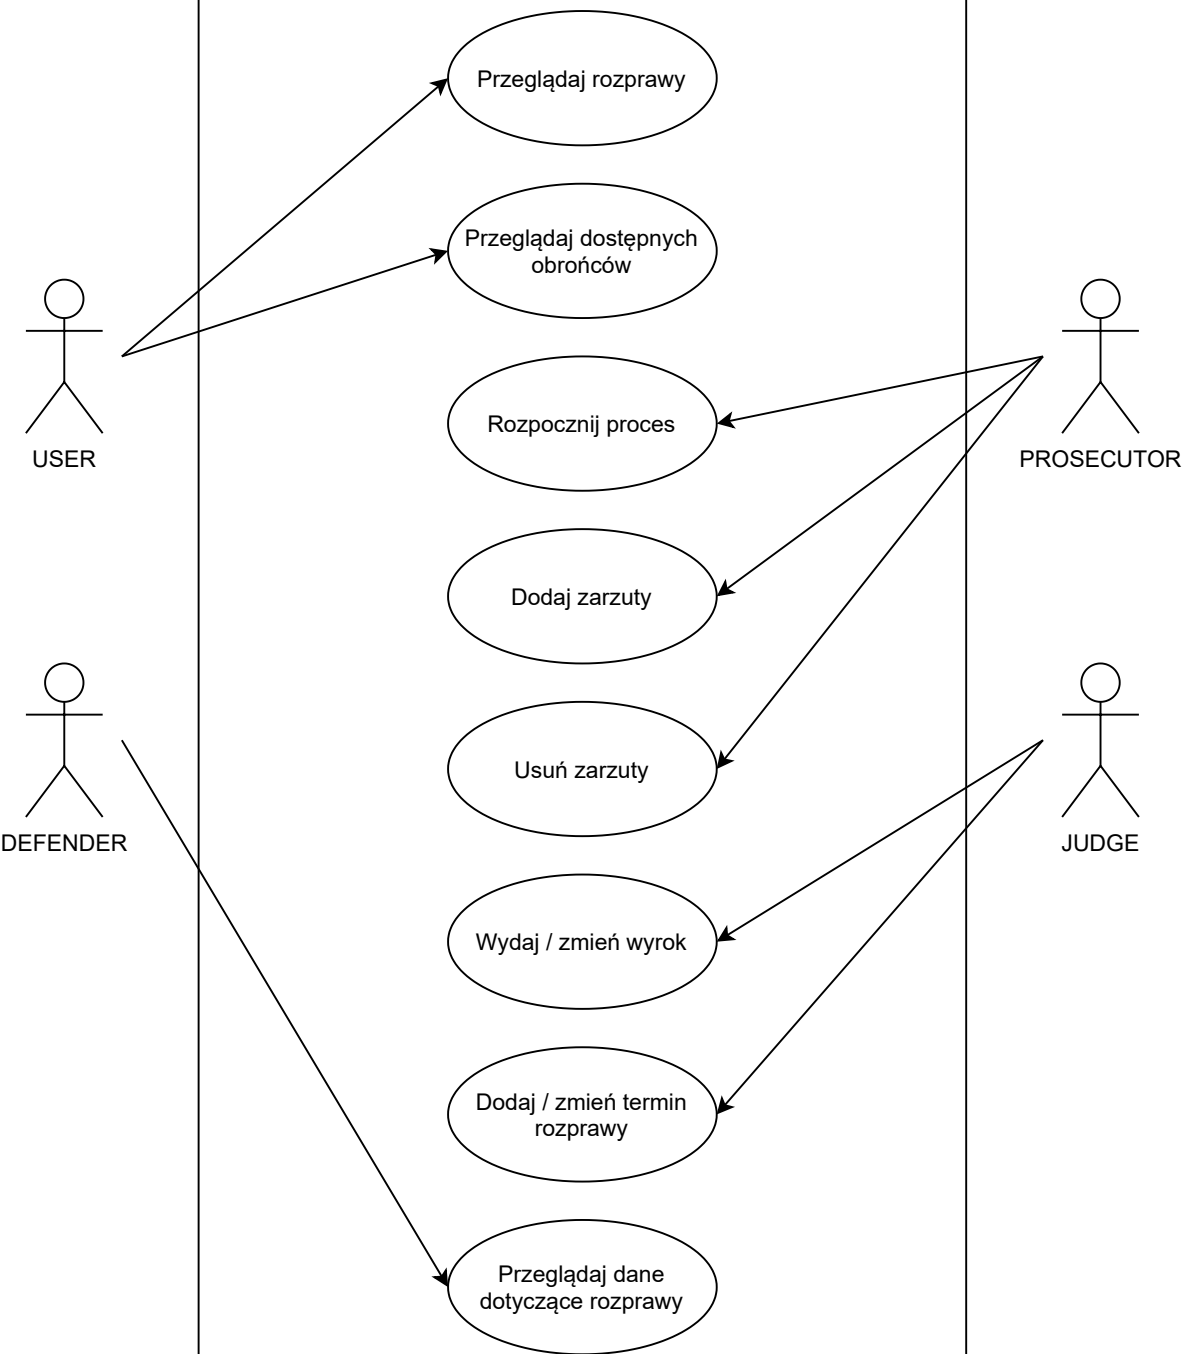 Przeglądaj rozprawy
Przeglądaj dostępnych
obrońców
USER
Rozpocznij proces
PROSECUTOR
Dodaj zarzuty
Usuń zarzuty
DEFENDER
JUDGE
Wydaj / zmień wyrok
Dodaj / zmień termin
rozprawy
Przeglądaj dane
dotyczące rozprawy